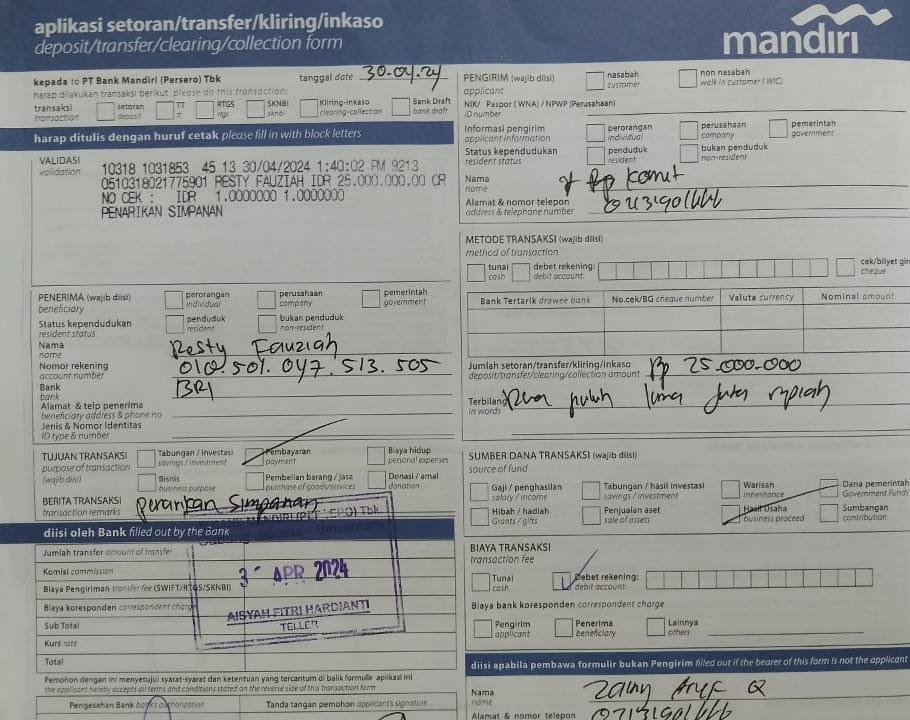 aplikasi setoran/transfer/kliring/inkaso
deposit/transfer/clearing/collection form
mandiri
kepada to PT Bank Mandiri (Persero) Tbk
tanggal date 30-04.24
harap dilakukan transaksi berikut please do this transaction:
transaksi
transaction
setoran
deposit
TT
tt
RTGS
rtgs
SKNBI
sknbi
Kliring-Inkaso
clearing-collection
Bank Draft
bank draft
harap ditulis dengan huruf cetak please fill in with block letters
VALIDASI
validation
10318 1031853 45 13 30/04/2024 1:40:02 PM 9213
0510318021775901 RESTY FAUZIAH IDR 25.000.000.00 CR
NO CEK : IDR 1.0000000 1.0000000
PENARIKAN SIMPANAN
PENERIMA (wajib diisi)
beneficiary
perorangan
individual
perusahaan
company
pemerintah
government
Status kependudukan
resident status
penduduk
resident
bukan penduduk
non-resident
Nama
name
Resty Fauziah
Nomor rekening
account number
010.501.047.513.505
Bank
bank
BRI
Alamat & telp penerima
beneficiary address & phone no
Jenis & Nomor Identitas
ID type & number
TUJUAN TRANSAKSI
purpose of transaction
(wajib diisi)
Tabungan / investasi
savings / investment
Pembayaran
payment
Biaya hidup
personal expenses
Bisnis
business purpose
Pembelian barang / jasa
purchase of goods/services
Donasi / amal
donation
BERITA TRANSAKSI
transaction remarks
Penarikan Simpanan
diisi oleh Bank filled out by the Bank
Jumlah transfer amount of transfer
Komisi commission
Biaya Pengiriman transfer fee (SWIFT/RTGS/SKNBI)
Biaya koresponden correspondent charge
Sub Total
Kurs rate
Total
APR 2024
AISYAH FITRI HARDIANTI
TELLER
Pemohon dengan ini menyetujui syarat-syarat dan ketentuan yang tercantum di balik formulir aplikasi ini
the applicant hereby accepts all terms and conditions stated on the reverse side of this transaction form
Pengesahan Bank bank's authorization
Tanda tangan pemohon applicant's signature
PENGIRIM (wajib diisi)
applicant
nasabah
customer
non nasabah
walk in customer (WIC)
NIK/ Paspor (WNA) / NPWP (Perusahaan)
ID number
Informasi pengirim
applicant information
perorangan
individual
perusahaan
company
pemerintah
government
Status kependudukan
resident status
penduduk
resident
bukan penduduk
non-resident
Nama
name
Alamat & nomor telepon
address & telephone number
METODE TRANSAKSI (wajib diisi)
method of transaction
tunai
cash
debet rekening:
debit account:
cek/bilyet gir
cheque
Bank Tertarik drawee bank
No.cek/BG cheque number
Valuta currency
Nominal amount
Jumlah setoran/transfer/kliring/inkaso
deposit/transfer/clearing/collection amount
Rp 25.000.000
Terbilang
in words
Dua puluh lima juta rupiah
SUMBER DANA TRANSAKSI (wajib diisi)
source of fund
Gaji / penghasilan
salary / income
Tabungan / hasil investasi
savings / investment
Warisan
inheritance
Dana pemerintah
Government Funds
Hibah / hadiah
Grants / gifts
Penjualan aset
sale of assets
Hasil Usaha
business proceed
Sumbangan
contribution
BIAYA TRANSAKSI
transaction fee
Tunai
cash
Debet rekening:
debit account:
Biaya bank koresponden correspondent charge
Pengirim
applicant
Penerima
beneficiary
Lainnya
others
diisi apabila pembawa formulir bukan Pengirim filled out if the bearer of this form is not the applicant
Nama
name
Alamat & nomor telepon